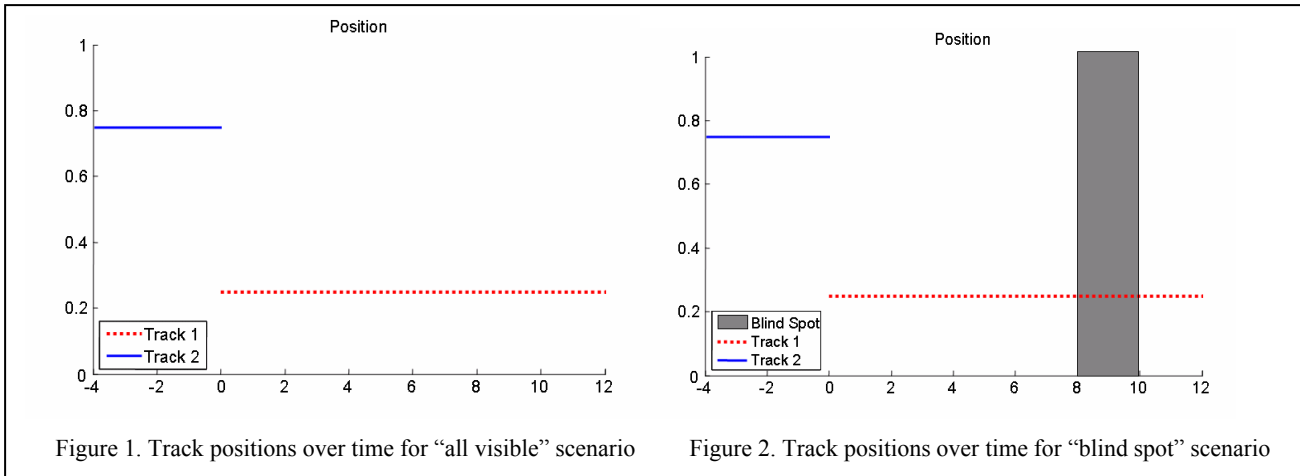 Position
1
0.8
0.6
0.4
0.2
0
-4 -2 0 2 4 6 8 10 12
Track 1
Track 2
Figure 1. Track positions over time for “all visible” scenario
Position
1
0.8
0.6
0.4
0.2
0
-4 -2 0 2 4 6 8 10 12
Blind Spot
Track 1
Track 2
Figure 2. Track positions over time for “blind spot” scenario